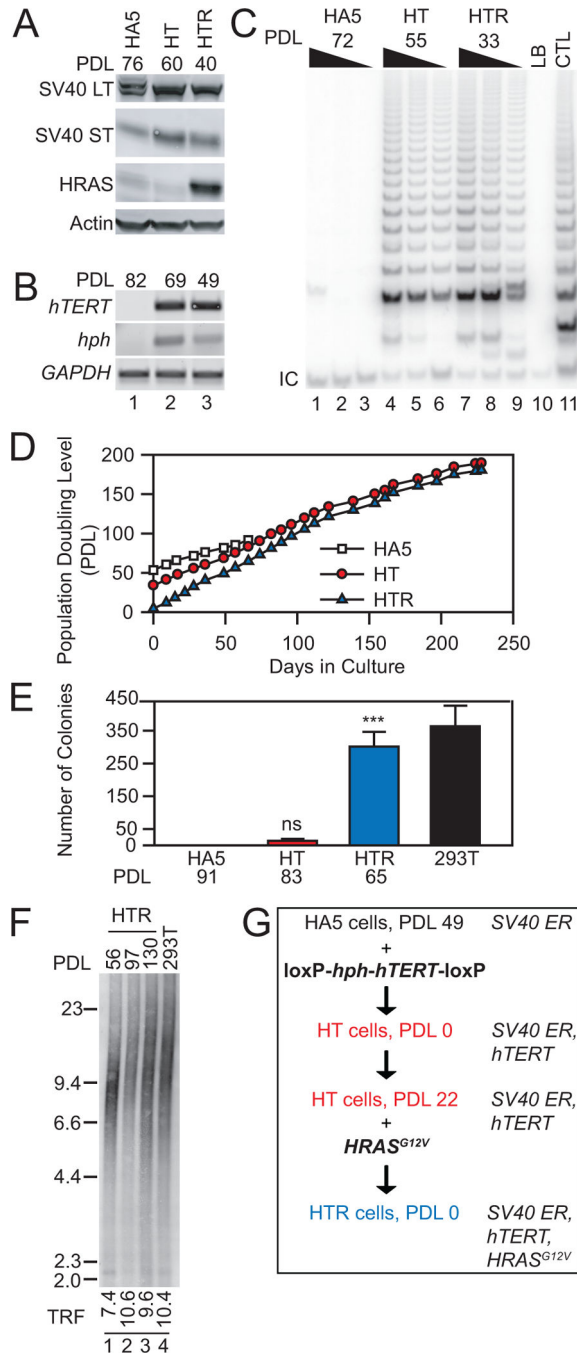 A
HA5 HT HTR
PDL 76 60 40
SV40 LT
SV40 ST
HRAS
Actin
B
PDL 82 69 49
hTERT
hph
GAPDH
1 2 3
C
HA5 HT HTR
PDL 72 55 33 LB CTL
IC
1 2 3 4 5 6 7 8 9 10 11
D
Population Doubling Level
(PDL)
200
150
100
50
0
HA5
HT
HTR
0 50 100 150 200 250
Days in Culture
E
Number of Colonies
450
350
250
150
50
0
ns
***
HA5 HT HTR 293T
PDL 91 83 65
F
HTR
PDL 56 97 130 293T
23
9.4
6.6
4.4
2.3
2.0
TRF 7.4 10.6 9.6 10.4
1 2 3 4
G
HA5 cells, PDL 49 SV40 ER
+
loxP-hph-hTERT-loxP
HT cells, PDL 0 SV40 ER,
hTERT
HT cells, PDL 22 SV40 ER,
hTERT
+
HRASG12V
HTR cells, PDL 0 SV40 ER,
hTERT,
HRASG12V